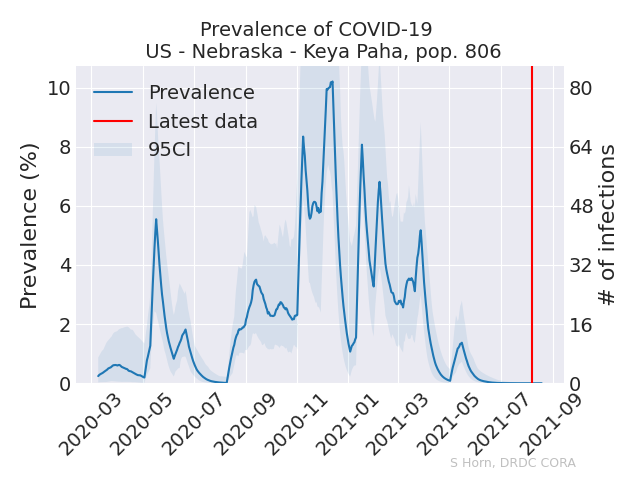 Prevalence of COVID-19
US - Nebraska - Keya Paha, pop. 806
Prevalence
Latest data
95CI
Prevalence (%)
10
8
6
4
2
0
80
64
48
32
16
0
# of infections
2020-03
2020-05
2020-07
2020-09
2020-11
2021-01
2021-03
2021-05
2021-07
2021-09
S Horn, DRDC CORA